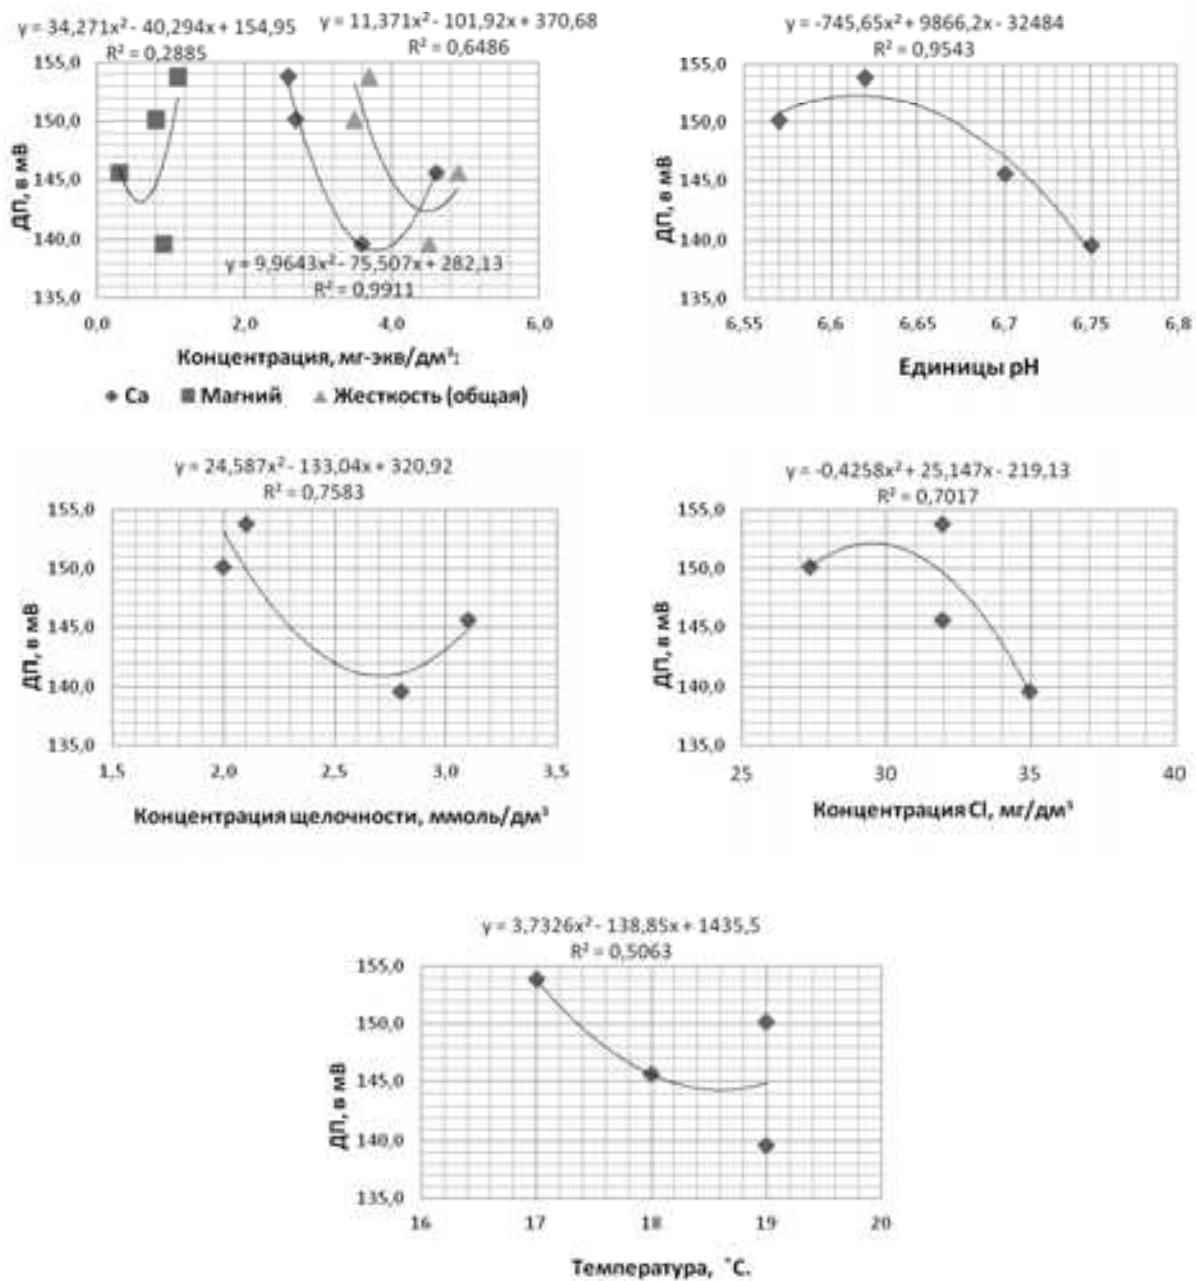 y = 34,271x² - 40,294x + 154,95
R² = 0,2885
y = 11,371x² - 101,92x + 370,68
R² = 0,6486
155,0
150,0
145,0
140,0
135,0
ДП, в мВ
y = 9,9643x² - 75,507x + 282,13
R² = 0,9911
0,0 2,0 4,0 6,0
Концентрация, мг-экв/дм³:
Ca Магний Жесткость (общая)
y = -745,65x² + 9866,2x - 32484
R² = 0,9543
155,0
150,0
145,0
140,0
135,0
ДП, в мВ
6,55 6,6 6,65 6,7 6,75 6,8
Единицы pH
y = 24,587x² - 133,04x + 320,92
R² = 0,7583
155,0
150,0
145,0
140,0
135,0
ДП, в мВ
1,5 2,0 2,5 3,0 3,5
Концентрация щелочности, ммоль/дм³
y = -0,4258x² + 25,147x - 219,13
R² = 0,7017
155,0
150,0
145,0
140,0
135,0
ДП, в мВ
25 30 35 40
Концентрация Cl, мг/дм³
y = 3,7326x² - 138,85x + 1435,5
R² = 0,5063
155,0
150,0
145,0
140,0
135,0
ДП, в мВ
16 17 18 19 20
Температура, ˚С.